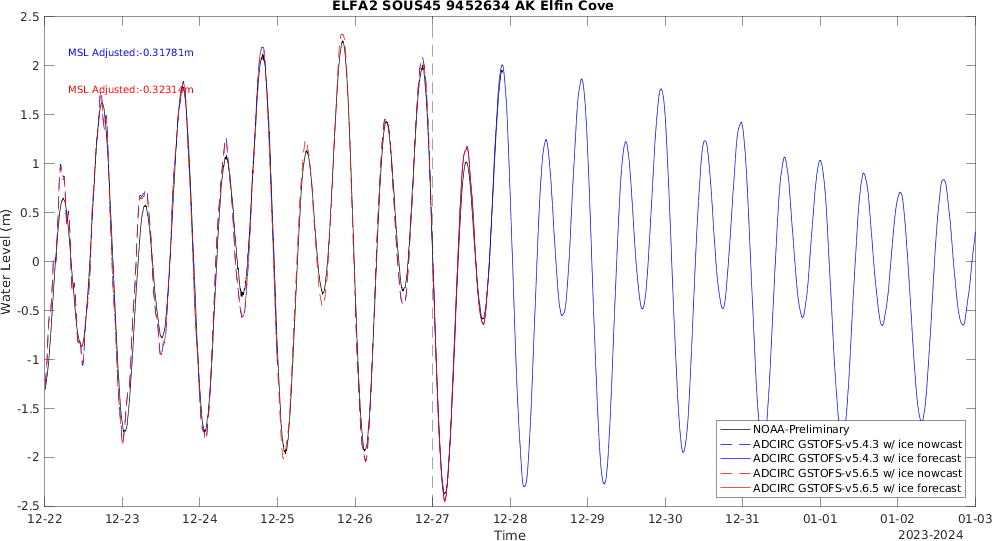 ELFA2 SOUS45 9452634 AK Elfin Cove
MSL Adjusted:-0.31781m
MSL Adjusted:-0.32314m
Water Level (m)
2.5
2
1.5
1
0.5
0
-0.5
-1
-1.5
-2
-2.5
NOAA-Preliminary
ADCIRC GSTOFS-v5.4.3 w/ ice nowcast
ADCIRC GSTOFS-v5.4.3 w/ ice forecast
ADCIRC GSTOFS-v5.6.5 w/ ice nowcast
ADCIRC GSTOFS-v5.6.5 w/ ice forecast
12-22 12-23 12-24 12-25 12-26 12-27 12-28 12-29 12-30 12-31 01-01 01-02 01-03
Time
2023-2024